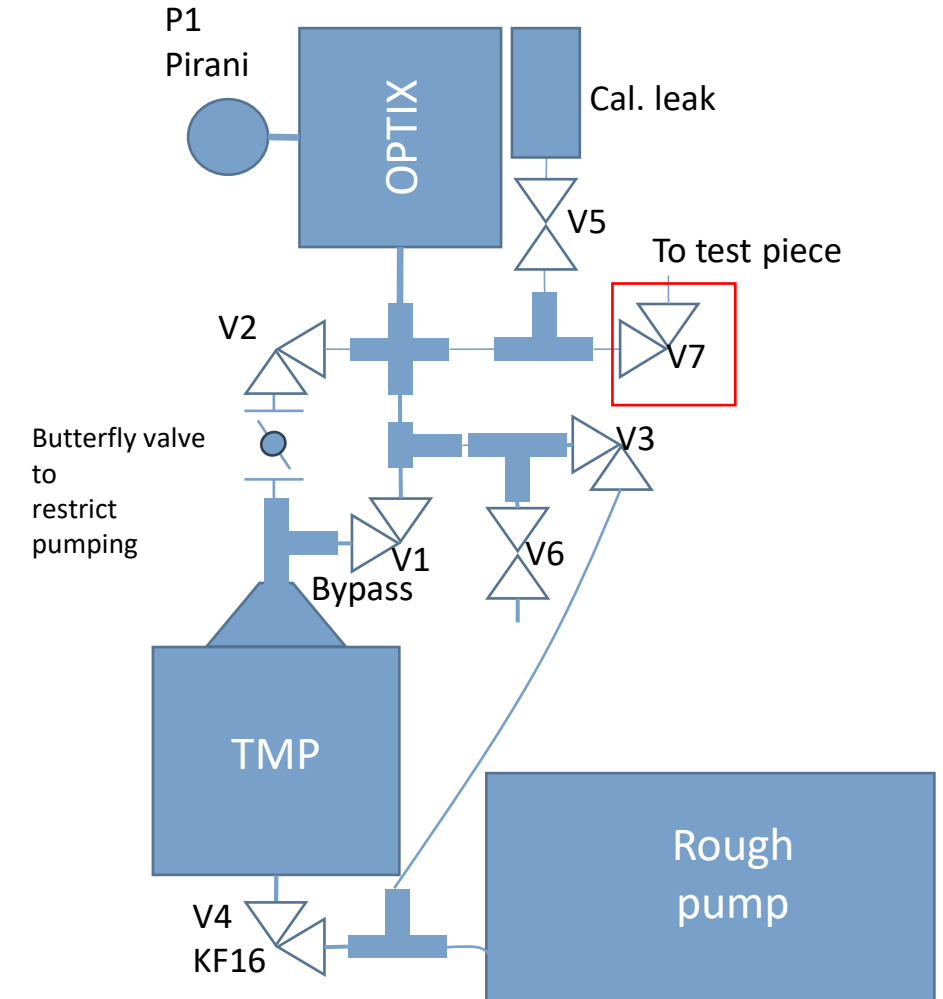 P1
Pirani
OPTIX
Cal. leak
V5
To test piece
V2
V7
Butterfly valve
to
restrict
pumping
V3
V1
V6
Bypass
TMP
Rough
pump
V4
KF16